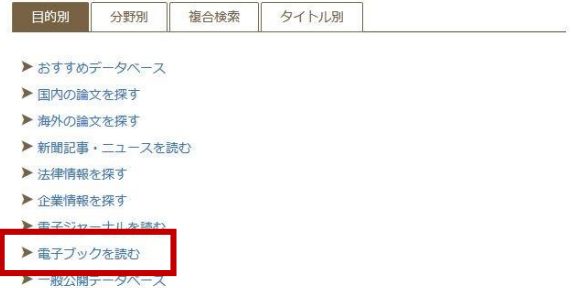 目的別 分野別 複合検索 タイトル別
➤ おすすめデータベース
➤ 国内の論文を探す
➤ 海外の論文を探す
➤ 新聞記事・ニュースを読む
➤ 法律情報を探す
➤ 企業情報を探す
➤ 電子ジャーナルを読む
➤ 電子ブックを読む
➤ 一般公開データベース